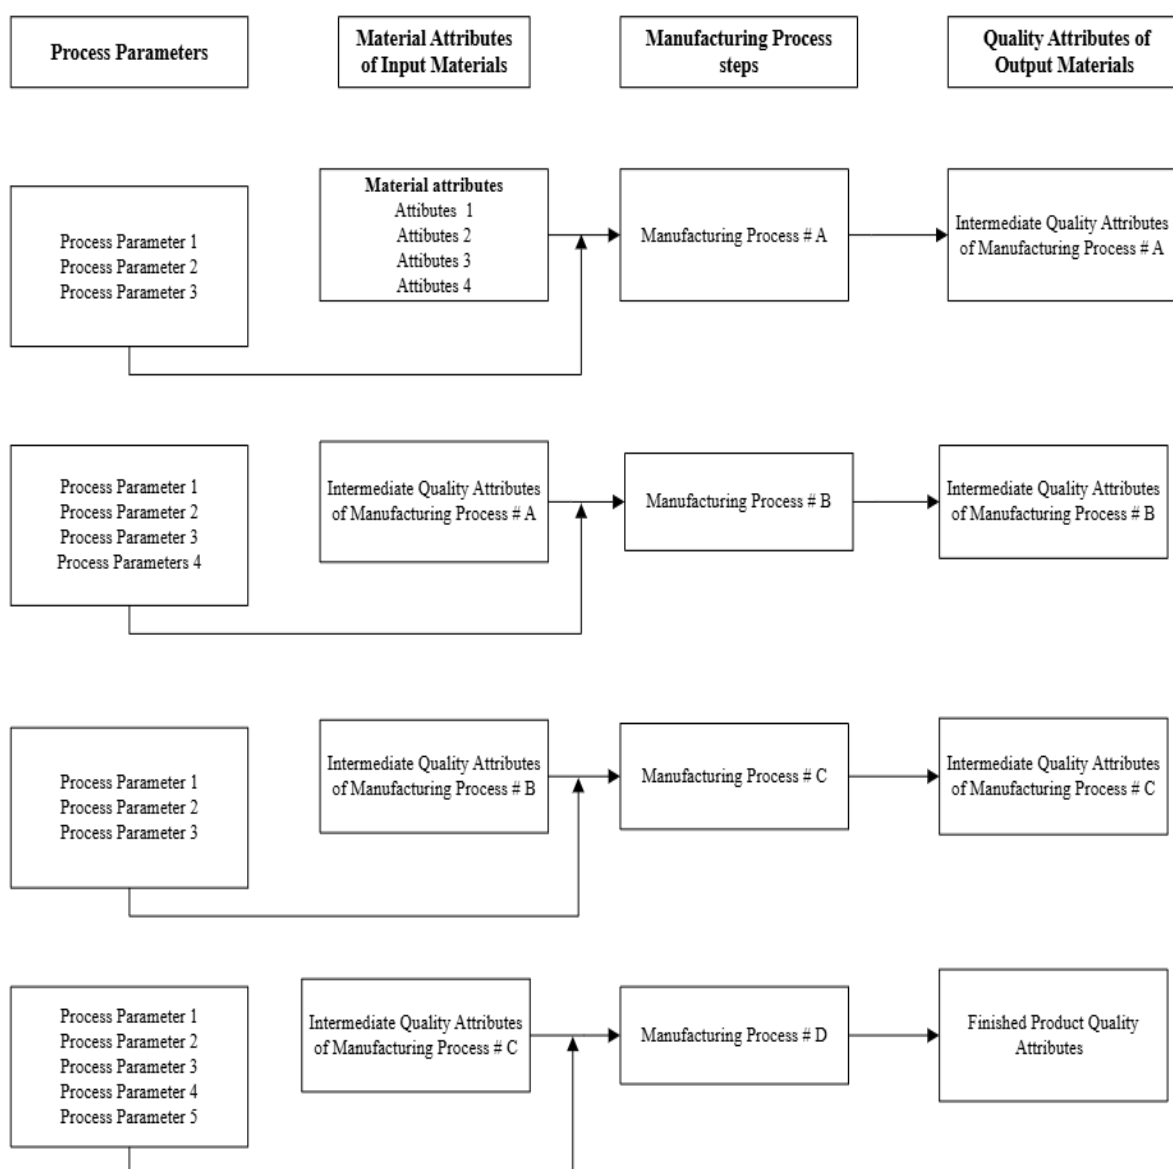 Process Parameters
Material Attributes
of Input Materials
Manufacturing Process
steps
Quality Attributes of
Output Materials
Process Parameter 1
Process Parameter 2
Process Parameter 3
Material attributes
Attibutes 1
Attibutes 2
Attibutes 3
Attibutes 4
Manufacturing Process # A
Intermediate Quality Attributes
of Manufacturing Process # A
Process Parameter 1
Process Parameter 2
Process Parameter 3
Process Parameters 4
Intermediate Quality Attributes
of Manufacturing Process # A
Manufacturing Process # B
Intermediate Quality Attributes
of Manufacturing Process # B
Process Parameter 1
Process Parameter 2
Process Parameter 3
Intermediate Quality Attributes
of Manufacturing Process # B
Manufacturing Process # C
Intermediate Quality Attributes
of Manufacturing Process # C
Process Parameter 1
Process Parameter 2
Process Parameter 3
Process Parameter 4
Process Parameter 5
Intermediate Quality Attributes
of Manufacturing Process # C
Manufacturing Process # D
Finished Product Quality
Attributes